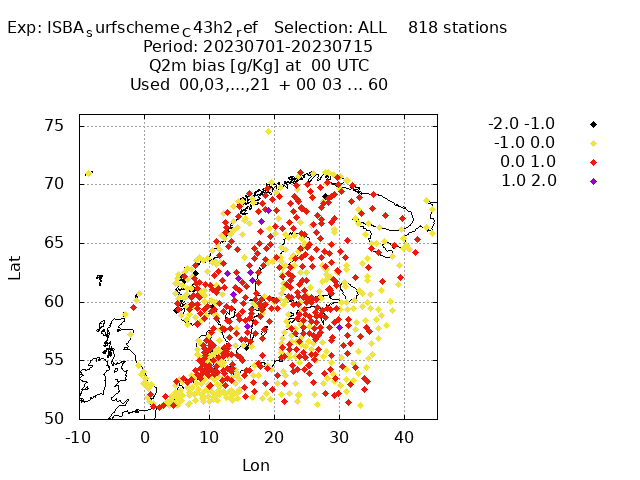 Exp: ISBAsurfschemeC43h2ref   Selection: ALL    818 stations
Period: 20230701-20230715
Q2m bias [g/Kg] at  00 UTC
Used  00,03,...,21  + 00 03 ... 60
-2.0 -1.0
-1.0 0.0
0.0 1.0
1.0 2.0
75
70
65
60
55
50
Lat
-10 0 10 20 30 40
Lon